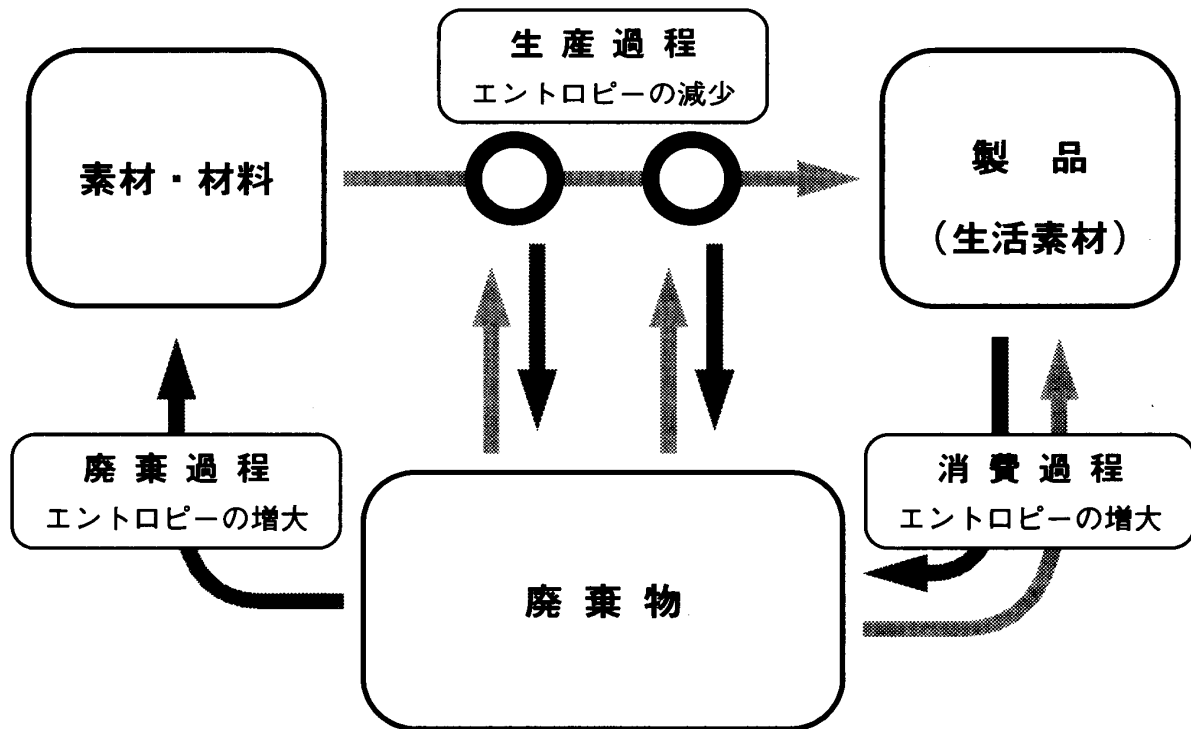 生産過程
エントロピーの減少
素材・材料
製品
（生活素材）
廃棄過程
エントロピーの増大
消費過程
エントロピーの増大
廃棄物